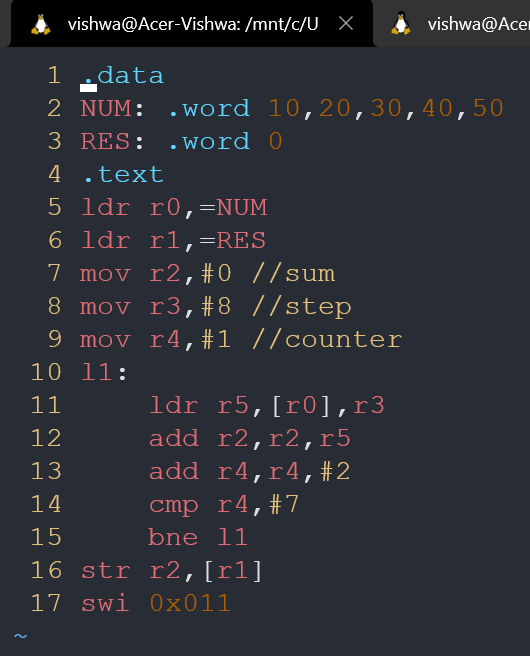 vishwa@Acer-Vishwa: /mnt/c/U × vishwa@Acer
1 .data
2 NUM: .word 10,20,30,40,50
3 RES: .word 0
4 .text
5 ldr r0,=NUM
6 ldr r1,=RES
7 mov r2,#0 //sum
8 mov r3,#8 //step
9 mov r4,#1 //counter
10 l1:
11 ldr r5,[r0],r3
12 add r2,r2,r5
13 add r4,r4,#2
14 cmp r4,#7
15 bne l1
16 str r2,[r1]
17 swi 0x011
~